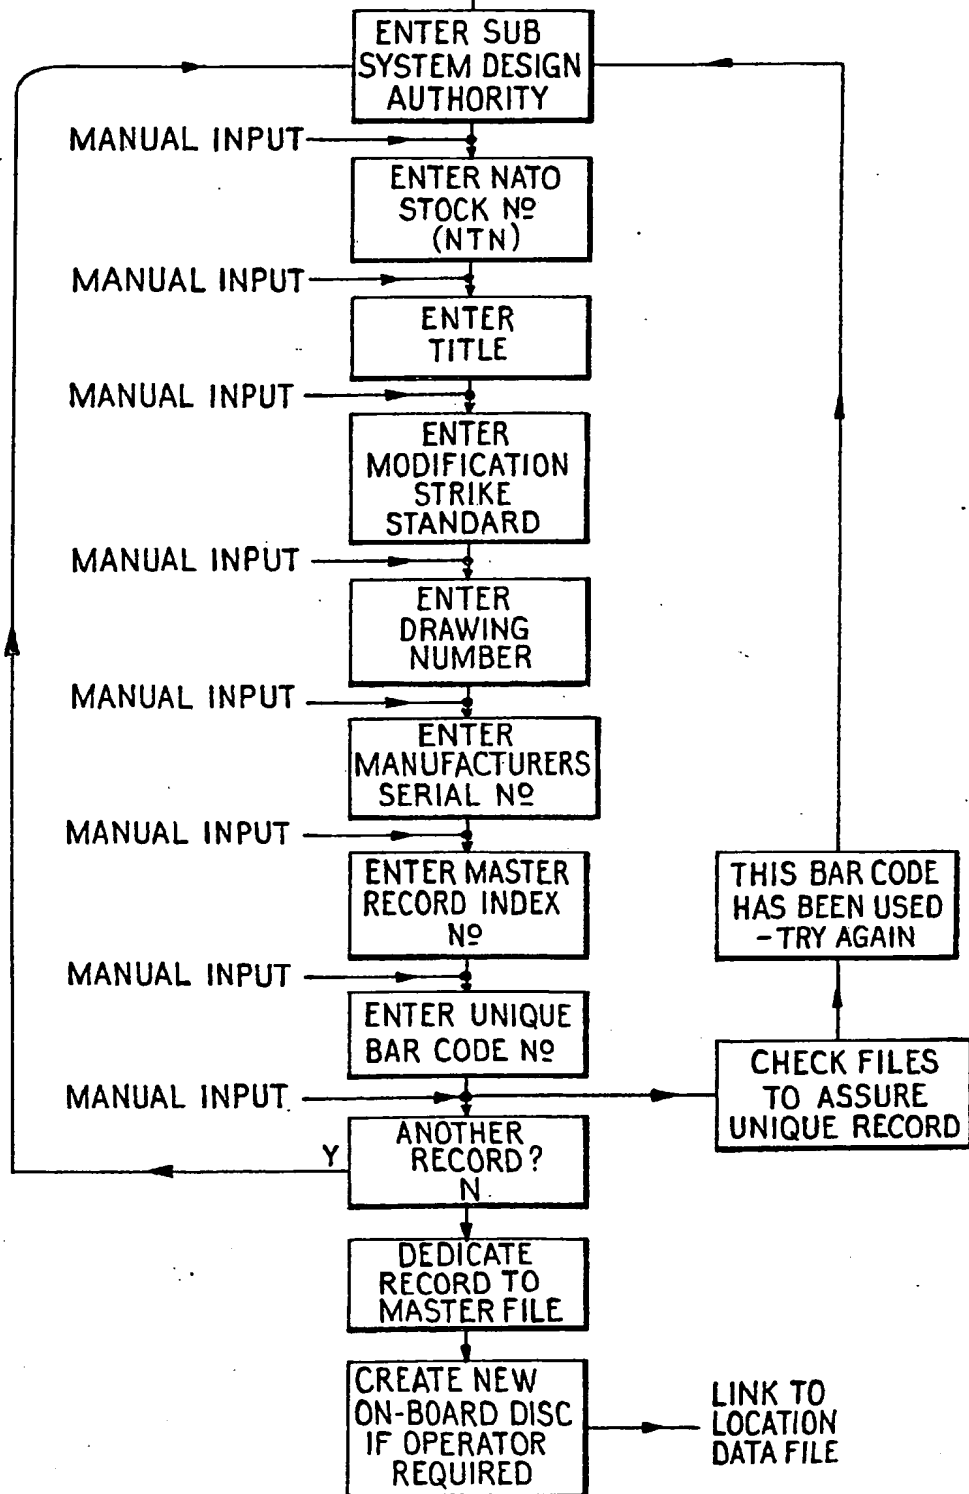 ENTER SUB
SYSTEM DESIGN
AUTHORITY
MANUAL INPUT
ENTER NATO
STOCK Nº
(NTN)
MANUAL INPUT
ENTER
TITLE
MANUAL INPUT
ENTER
MODIFICATION
STRIKE
STANDARD
MANUAL INPUT
ENTER
DRAWING
NUMBER
MANUAL INPUT
ENTER
MANUFACTURERS
SERIAL Nº
MANUAL INPUT
ENTER MASTER
RECORD INDEX
Nº
THIS BAR CODE
HAS BEEN USED
-TRY AGAIN
MANUAL INPUT
ENTER UNIQUE
BAR CODE Nº
CHECK FILES
TO ASSURE
UNIQUE RECORD
MANUAL INPUT
ANOTHER
RECORD?
Y
N
DEDICATE
RECORD TO
MASTER FILE
CREATE NEW
ON-BOARD DISC
IF OPERATOR
REQUIRED
LINK TO
LOCATION
DATA FILE